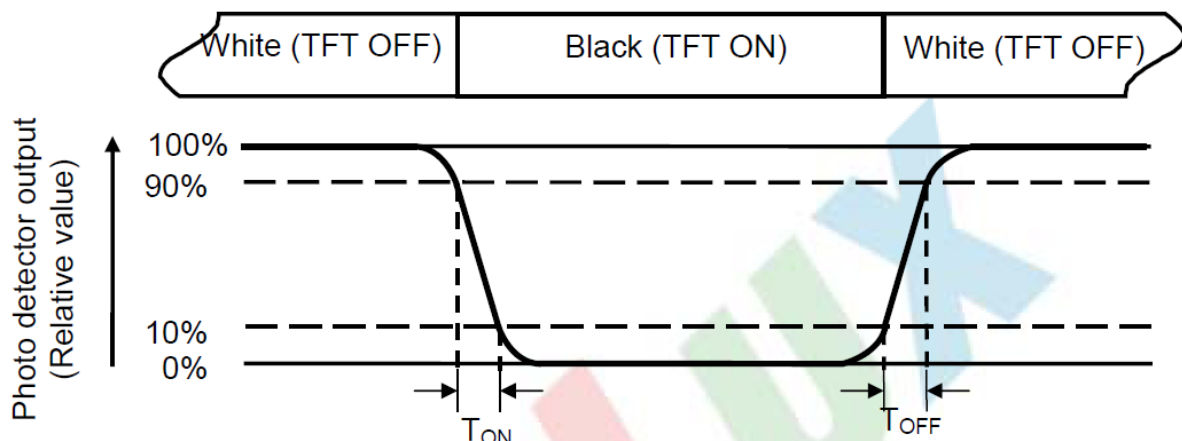 White (TFT OFF)
Black (TFT ON)
White (TFT OFF)
Photo detector output
(Relative value)
100%
90%
10%
0%
TON
TOFF